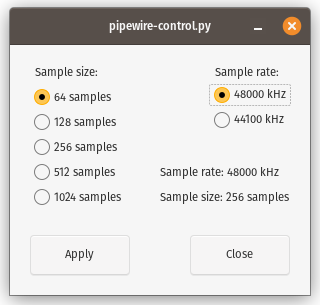 pipewire-control.py
Sample size:
64 samples
128 samples
256 samples
512 samples
1024 samples
Sample rate:
48000 kHz
44100 kHz
Sample rate: 48000 kHz
Sample size: 256 samples
Apply
Close